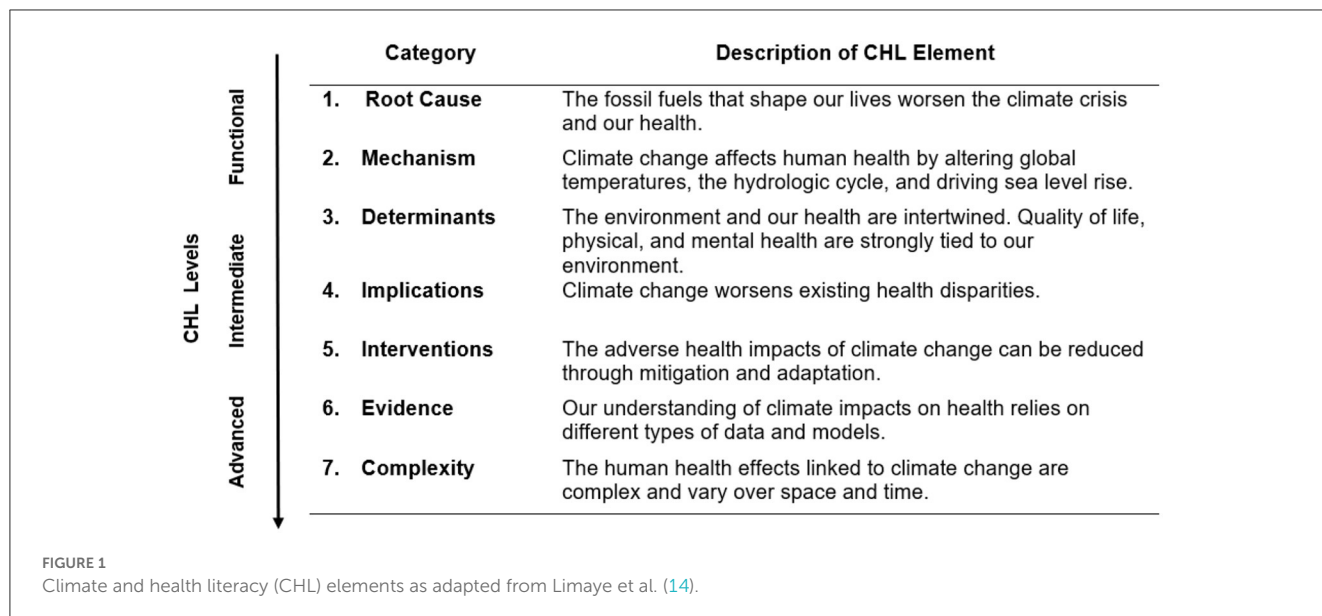 Category Description of CHL Element
1. Root Cause The fossil fuels that shape our lives worsen the climate crisis
and our health.
2. Mechanism Climate change affects human health by altering global
temperatures, the hydrologic cycle, and driving sea level rise.
3. Determinants The environment and our health are intertwined. Quality of life,
physical, and mental health are strongly tied to our
environment.
4. Implications Climate change worsens existing health disparities.
5. Interventions The adverse health impacts of climate change can be reduced
through mitigation and adaptation.
6. Evidence Our understanding of climate impacts on health relies on
different types of data and models.
7. Complexity The human health effects linked to climate change are
complex and vary over space and time.
CHL Levels
Functional
Intermediate
Advanced
FIGURE 1
Climate and health literacy (CHL) elements as adapted from Limaye et al. (14).